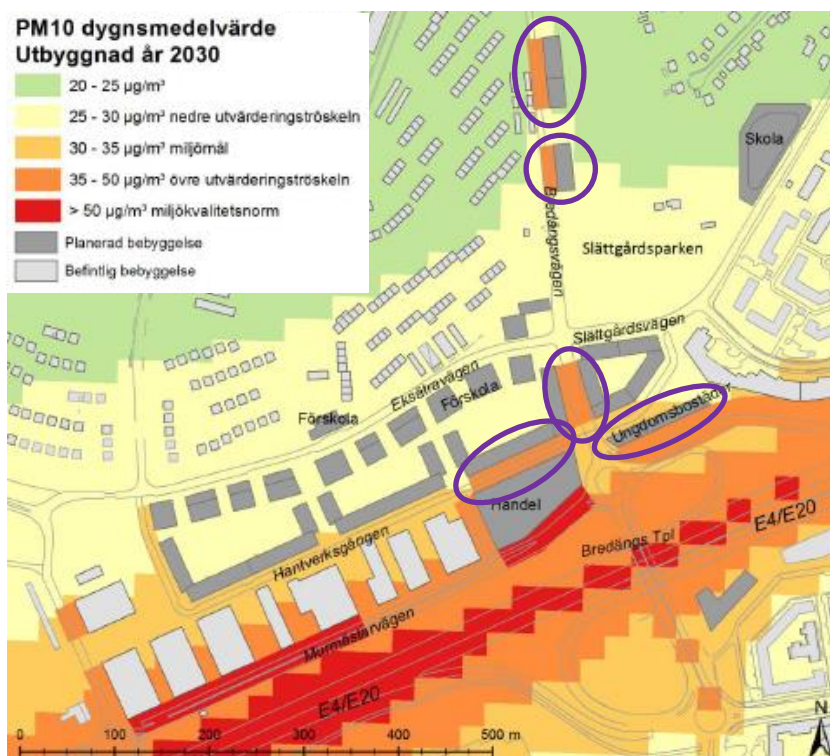 PM10 dygnsmedelvärde
Utbyggnad år 2030
20 - 25 µg/m³
25 - 30 µg/m³ nedre utvärderingströskeln
30 - 35 µg/m³ miljömål
35 - 50 µg/m³ övre utvärderingströskeln
> 50 µg/m³ miljökvalitetsnorm
Planerad bebyggelse
Befintlig bebyggelse
Skola
Bredängsvägen
Slättgårdsparken
Slättgårdsvägen
Eksätravägen
Förskola
Förskola
Ungdomsbostäder
Handel
Hantverksgången
Bredängs Tpl
E4/E20
Murmästarvägen
E4/E20
N
0 100 200 300 400 500 m